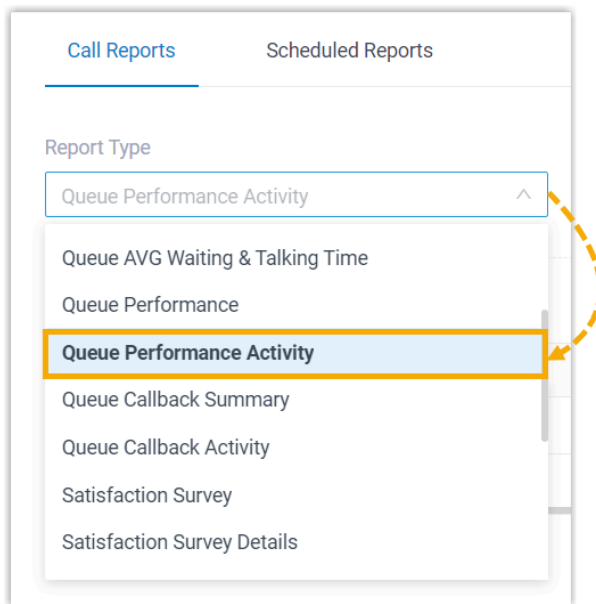 Call Reports Scheduled Reports
Report Type
Queue Performance Activity
Queue AVG Waiting & Talking Time
Queue Performance
Queue Performance Activity
Queue Callback Summary
Queue Callback Activity
Satisfaction Survey
Satisfaction Survey Details